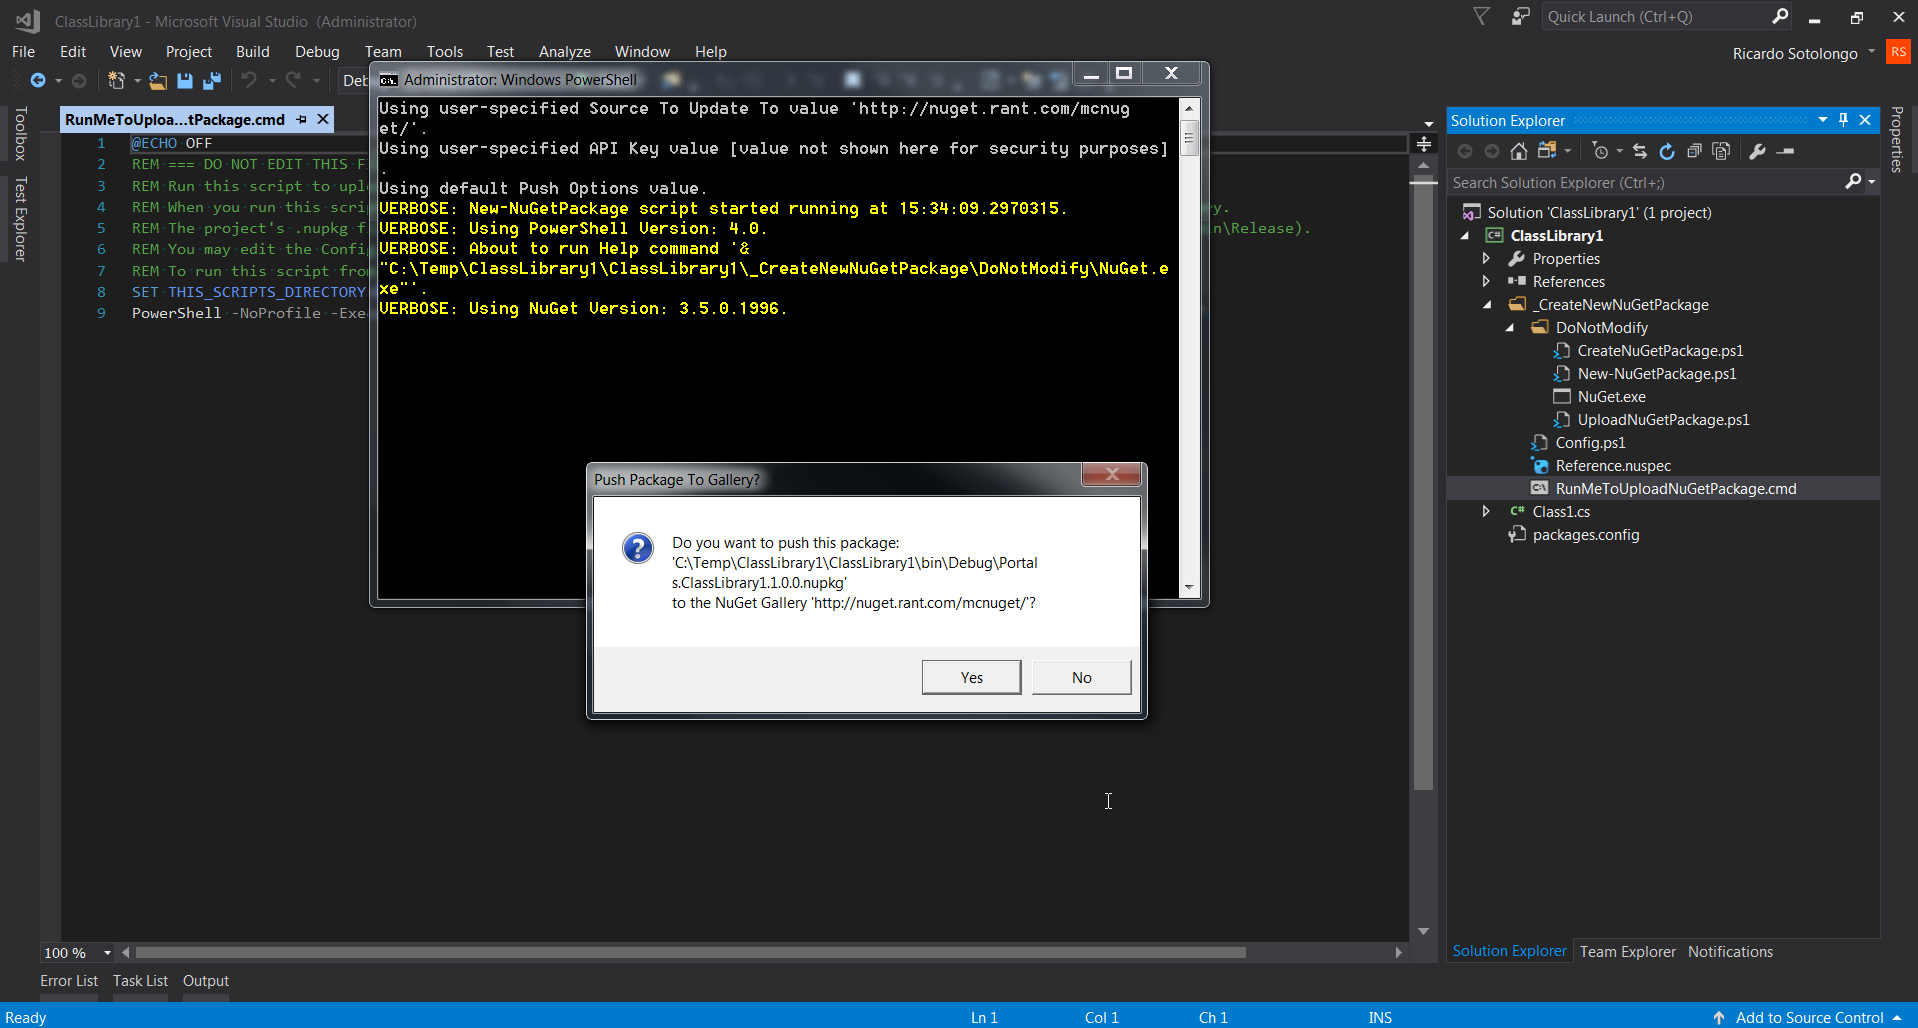 ClassLibrary1 - Microsoft Visual Studio (Administrator)
Quick Launch (Ctrl+Q)
File Edit View Project Build Debug Team Tools Test Analyze Window Help
Ricardo Sotolongo RS
Deb
Administrator: Windows PowerShell
Toolbox
Test Explorer
RunMeToUploa...tPackage.cmd
1 @ECHO OFF
2 REM === DO NOT EDIT THIS F
3 REM Run this script to upl
4 REM When you run this scri
y.
5 REM The project's .nupkg f
n\Release).
6 REM You may edit the Confi
7 REM To run this script fro
8 SET THIS_SCRIPTS_DIRECTORY
9 PowerShell -NoProfile -Exe
Using user-specified Source To Update To value 'http://nuget.rant.com/mcnug
et/'.
Using user-specified API Key value [value not shown here for security purposes]
.
Using default Push Options value.
VERBOSE: New-NuGetPackage script started running at 15:34:09.2970315.
VERBOSE: Using PowerShell Version: 4.0.
VERBOSE: About to run Help command '&
"C:\Temp\ClassLibrary1\ClassLibrary1\_CreateNewNuGetPackage\DoNotModify\NuGet.e
xe"'.
VERBOSE: Using NuGet Version: 3.5.0.1996.
Push Package To Gallery?
Do you want to push this package:
'C:\Temp\ClassLibrary1\ClassLibrary1\bin\Debug\Portal
s.ClassLibrary1.1.0.0.nupkg'
to the NuGet Gallery 'http://nuget.rant.com/mcnuget/'?
Yes No
Solution Explorer
Search Solution Explorer (Ctrl+;)
Solution 'ClassLibrary1' (1 project)
C# ClassLibrary1
Properties
References
_CreateNewNuGetPackage
DoNotModify
CreateNuGetPackage.ps1
New-NuGetPackage.ps1
NuGet.exe
UploadNuGetPackage.ps1
Config.ps1
Reference.nuspec
RunMeToUploadNuGetPackage.cmd
C# Class1.cs
packages.config
Properties
100 %
Solution Explorer Team Explorer Notifications
Error List Task List Output
Ready Ln 1 Col 1 Ch 1 INS Add to Source Control